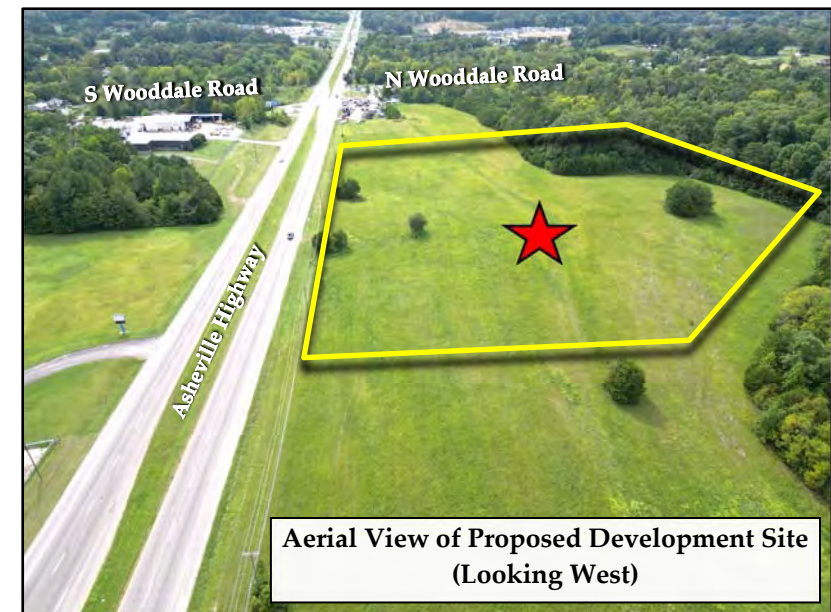 S Wooddale Road
N Wooddale Road
Asheville Highway
Aerial View of Proposed Development Site
(Looking West)